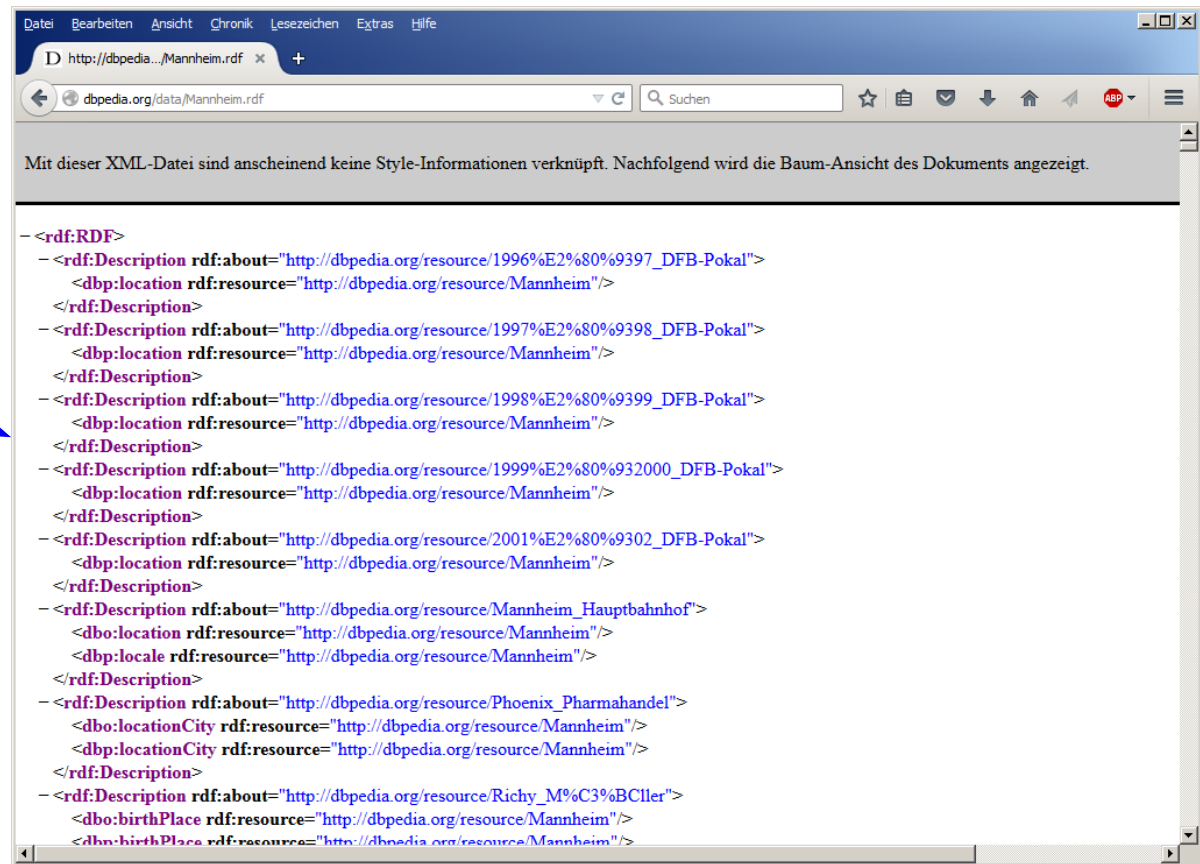 Datei Bearbeiten Ansicht Chronik Lesezeichen Extras Hilfe
D http://dbpedia.../Mannheim.rdf × +
dbpedia.org/data/Mannheim.rdf Suchen ABP
Mit dieser XML-Datei sind anscheinend keine Style-Informationen verknüpft. Nachfolgend wird die Baum-Ansicht des Dokuments angezeigt.
−<rdf:RDF>
−<rdf:Description rdf:about="http://dbpedia.org/resource/1996%E2%80%9397_DFB-Pokal">
<dbp:location rdf:resource="http://dbpedia.org/resource/Mannheim"/>
</rdf:Description>
−<rdf:Description rdf:about="http://dbpedia.org/resource/1997%E2%80%9398_DFB-Pokal">
<dbp:location rdf:resource="http://dbpedia.org/resource/Mannheim"/>
</rdf:Description>
−<rdf:Description rdf:about="http://dbpedia.org/resource/1998%E2%80%9399_DFB-Pokal">
<dbp:location rdf:resource="http://dbpedia.org/resource/Mannheim"/>
</rdf:Description>
−<rdf:Description rdf:about="http://dbpedia.org/resource/1999%E2%80%932000_DFB-Pokal">
<dbp:location rdf:resource="http://dbpedia.org/resource/Mannheim"/>
</rdf:Description>
−<rdf:Description rdf:about="http://dbpedia.org/resource/2001%E2%80%9302_DFB-Pokal">
<dbp:location rdf:resource="http://dbpedia.org/resource/Mannheim"/>
</rdf:Description>
−<rdf:Description rdf:about="http://dbpedia.org/resource/Mannheim_Hauptbahnhof">
<dbo:location rdf:resource="http://dbpedia.org/resource/Mannheim"/>
<dbp:locale rdf:resource="http://dbpedia.org/resource/Mannheim"/>
</rdf:Description>
−<rdf:Description rdf:about="http://dbpedia.org/resource/Phoenix_Pharmahandel">
<dbo:locationCity rdf:resource="http://dbpedia.org/resource/Mannheim"/>
<dbp:locationCity rdf:resource="http://dbpedia.org/resource/Mannheim"/>
</rdf:Description>
−<rdf:Description rdf:about="http://dbpedia.org/resource/Richy_M%C3%BCller">
<dbo:birthPlace rdf:resource="http://dbpedia.org/resource/Mannheim"/>
<dbp:birthPlace rdf:resource="http://dbpedia.org/resource/Mannheim"/>